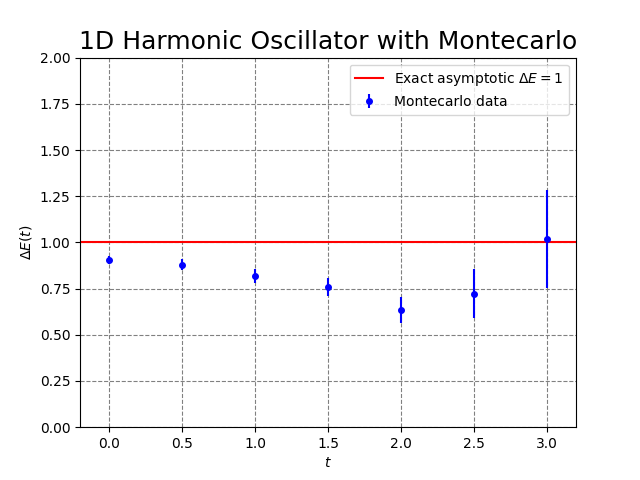 1D Harmonic Oscillator with Montecarlo
2.00
1.75
1.50
1.25
1.00
0.75
0.50
0.25
0.00
ΔE(t)
Exact asymptotic ΔE = 1
Montecarlo data
0.0 0.5 1.0 1.5 2.0 2.5 3.0
t